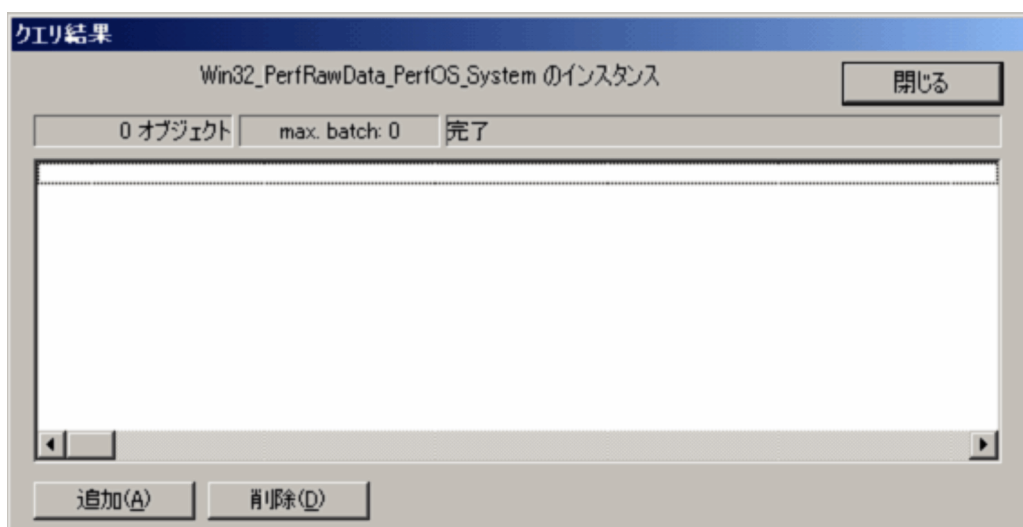 クエリ結果
Win32_PerfRawData_PerfOS_System のインスタンス
閉じる
0 オブジェクト max. batch: 0 完了
追加(A) 削除(D)